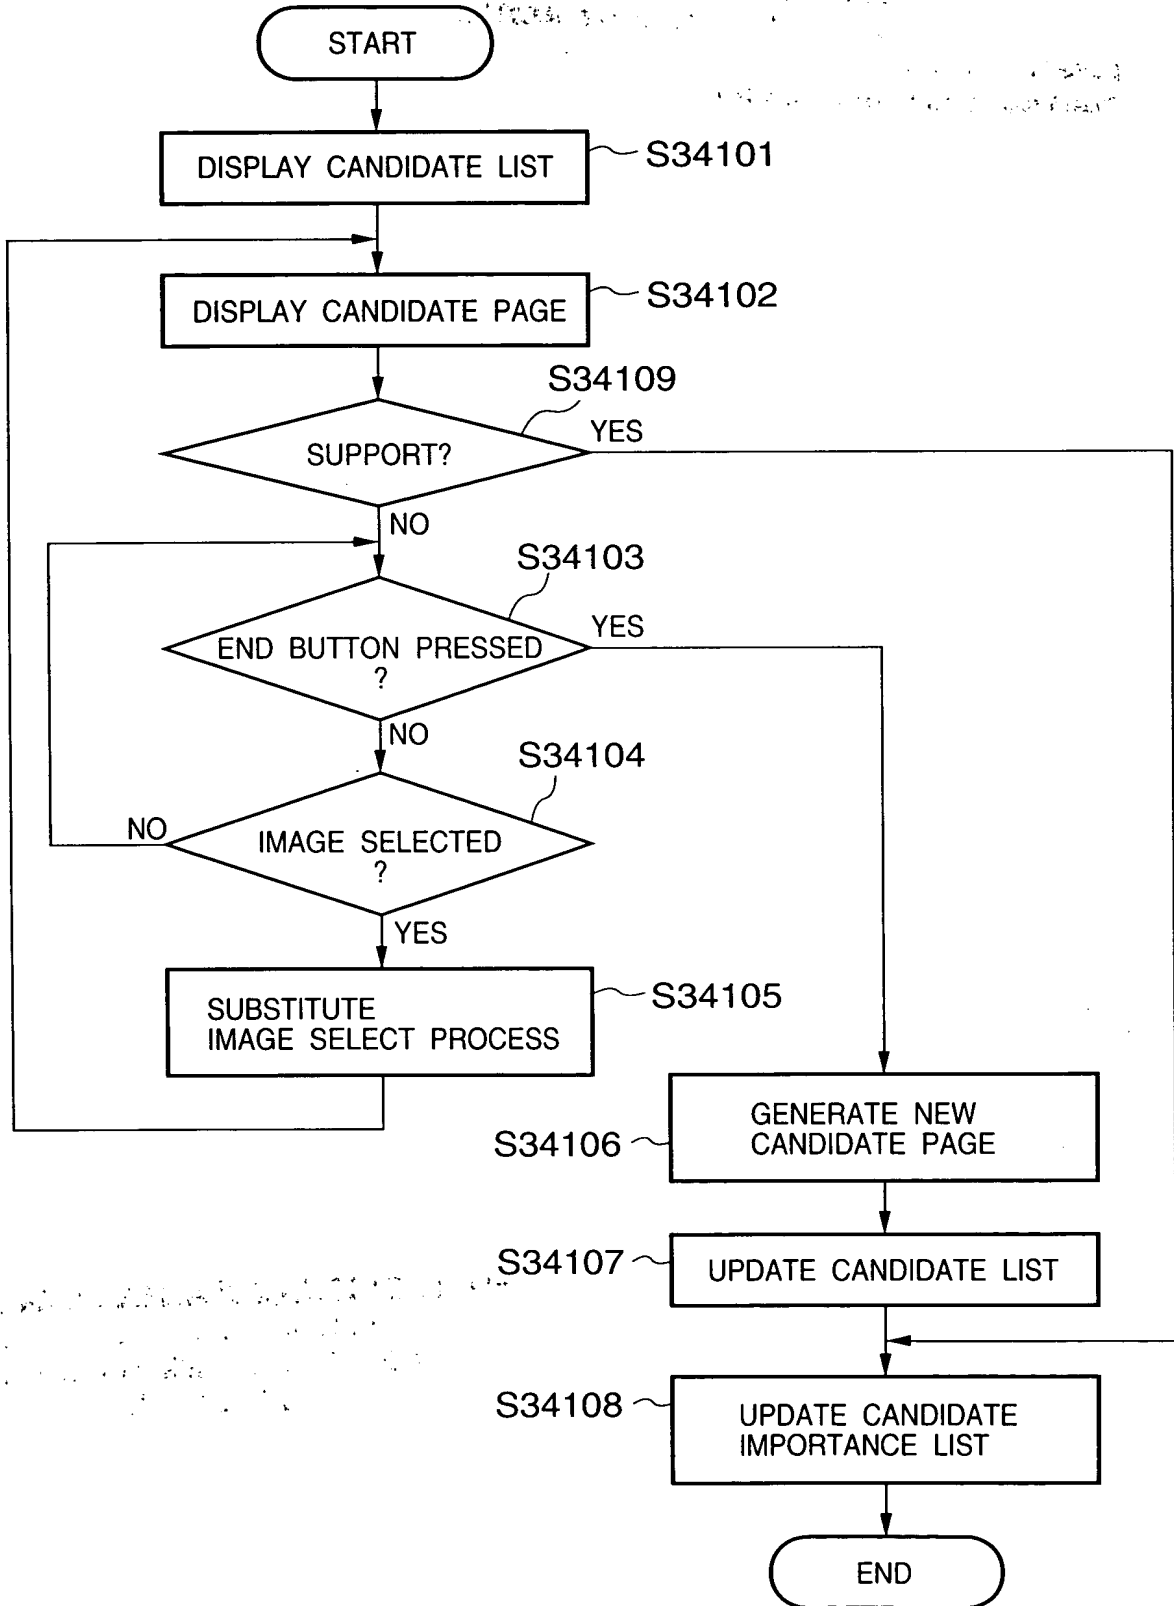 START
DISPLAY CANDIDATE LIST
S34101
DISPLAY CANDIDATE PAGE
S34102
S34109
SUPPORT?
YES
NO
S34103
END BUTTON PRESSED
?
YES
NO
S34104
IMAGE SELECTED
?
NO
YES
SUBSTITUTE
IMAGE SELECT PROCESS
S34105
GENERATE NEW
CANDIDATE PAGE
S34106
S34107
UPDATE CANDIDATE LIST
S34108
UPDATE CANDIDATE
IMPORTANCE LIST
END